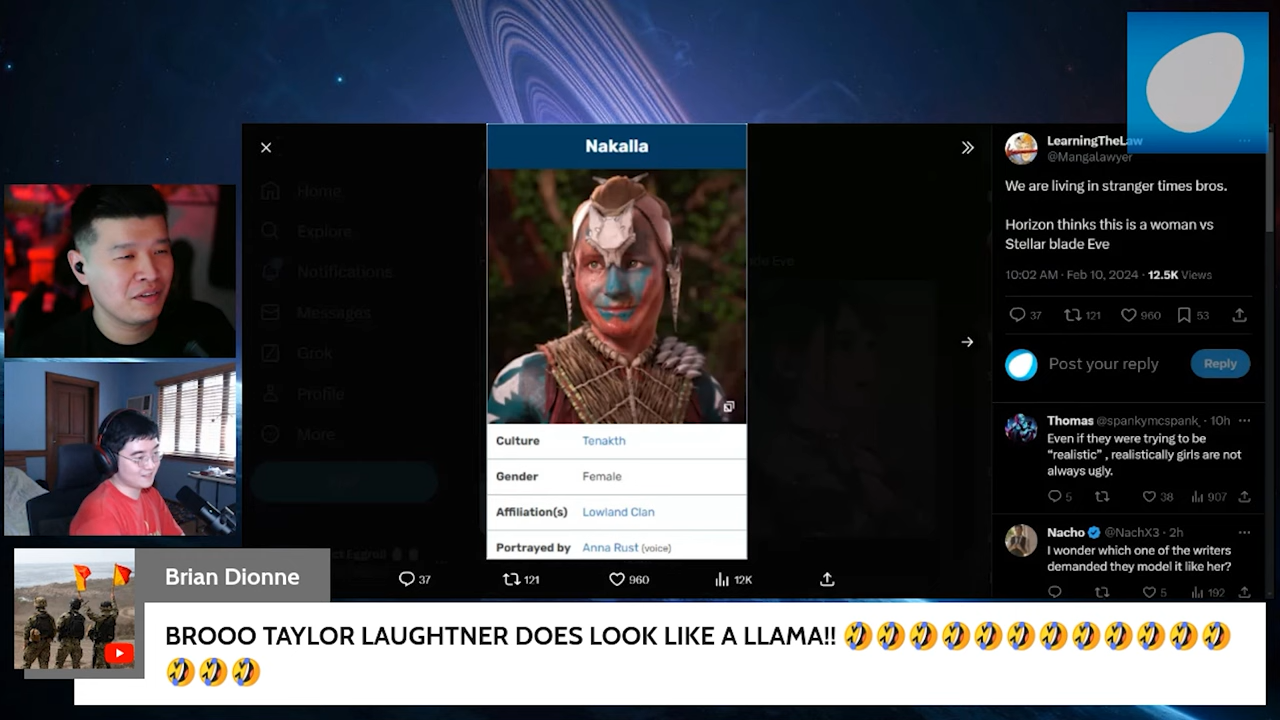 Nakalla
Home
Explore
Notifications
Messages
Grok
Profile
More
Culture Tenakth
Gender Female
Affiliation(s) Lowland Clan
Portrayed by Anna Rust (voice)
37 121 960 12K
LearningTheLaw
@Mangalawyer
We are living in stranger times bros.
Horizon thinks this is a woman vs
Stellar blade Eve
10:02 AM · Feb 10, 2024 · 12.5K Views
37 121 960 53
Post your reply Reply
Thomas @spankymcspank_ · 10h
Even if they were trying to be
"realistic" , realistically girls are not
always ugly.
5 38 907
Nacho @NachX3 · 2h
I wonder which one of the writers
demanded they model it like her?
5 192
Brian Dionne
BROOO TAYLOR LAUGHTNER DOES LOOK LIKE A LLAMA!! 🤣🤣🤣🤣🤣🤣🤣🤣🤣🤣🤣🤣
🤣🤣🤣